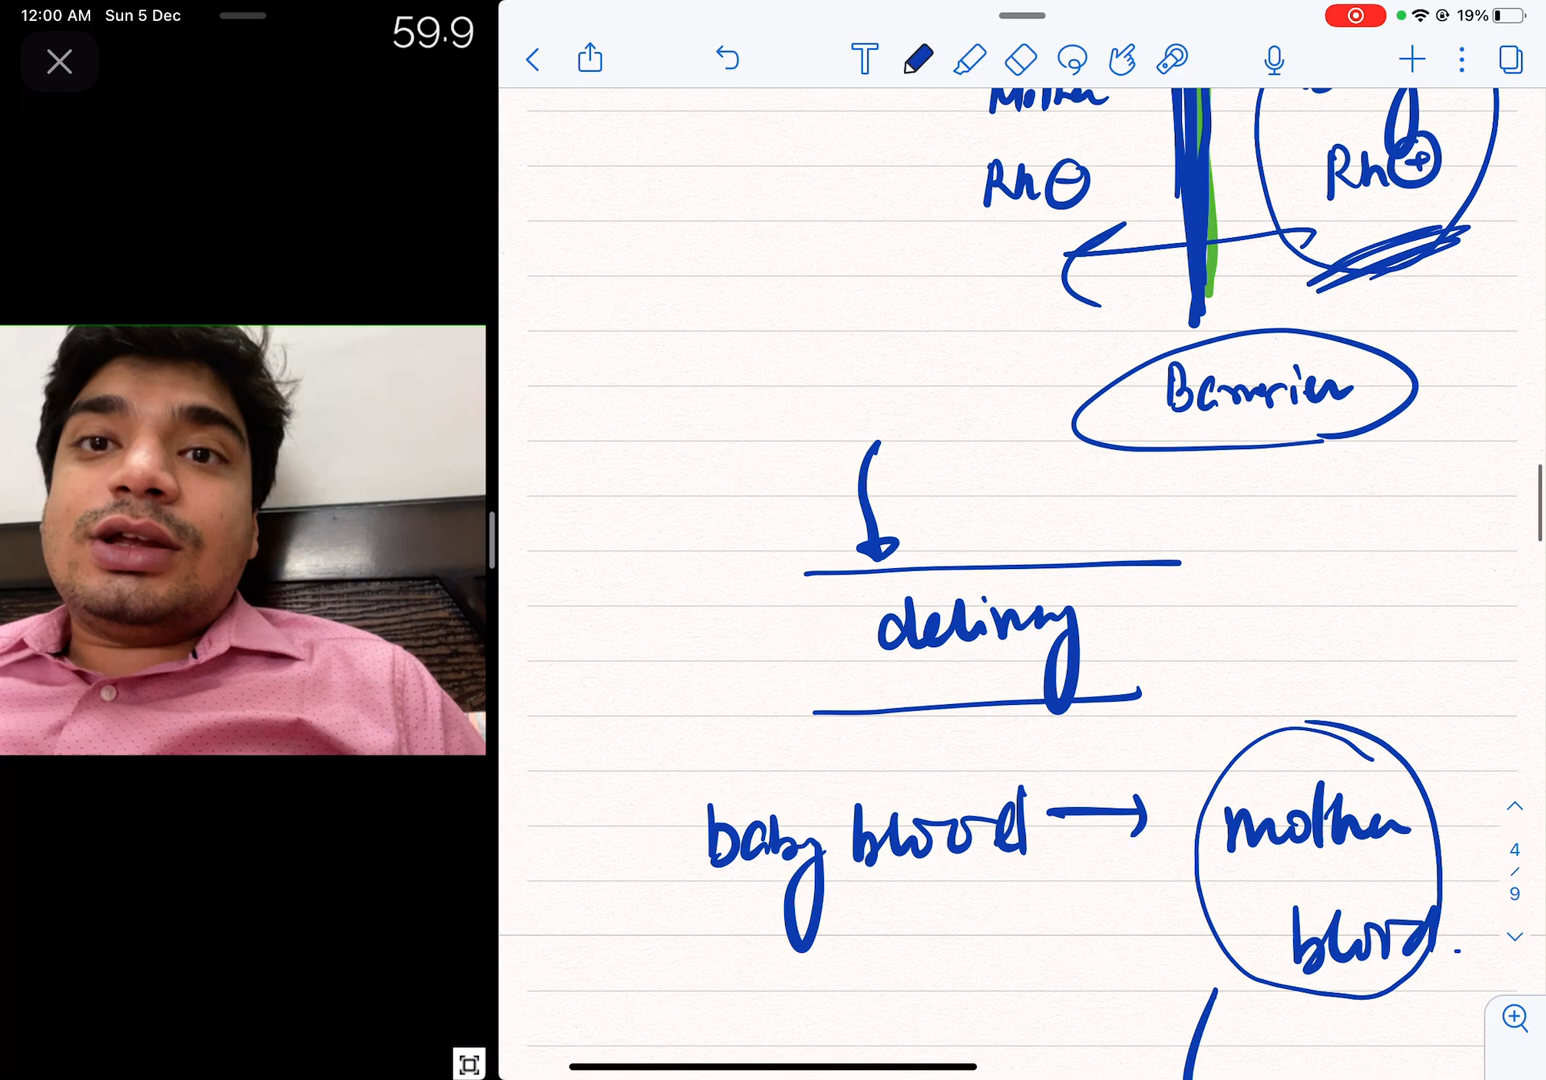 12:00 AM Sun 5 Dec
59.9
19%
T
Mother
Rh⊖
Rh⊕
Barrier
delivery
baby blood → mother
blood.
4
/
9